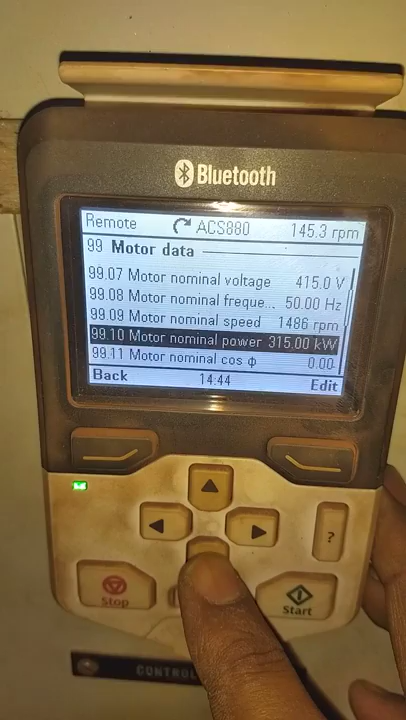 Bluetooth
Remote ACS880 145.3 rpm
99 Motor data
99.07 Motor nominal voltage 415.0 V
99.08 Motor nominal freque... 50.00 Hz
99.09 Motor nominal speed 1486 rpm
99.10 Motor nominal power 315.00 kW
99.11 Motor nominal cos ϕ 0.00
Back 14:44 Edit
?
Stop Start